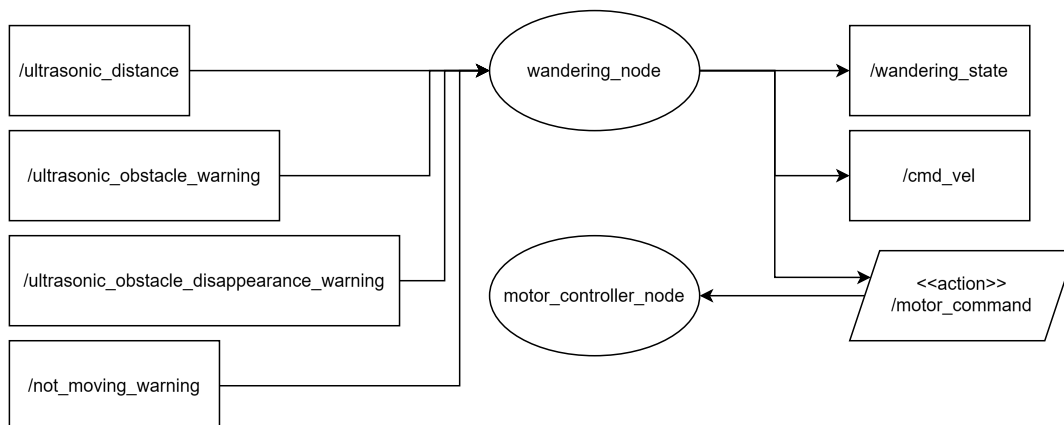 /ultrasonic_distance
wandering_node
/wandering_state
/ultrasonic_obstacle_warning
/cmd_vel
/ultrasonic_obstacle_disappearance_warning
motor_controller_node
<<action>>
/motor_command
/not_moving_warning